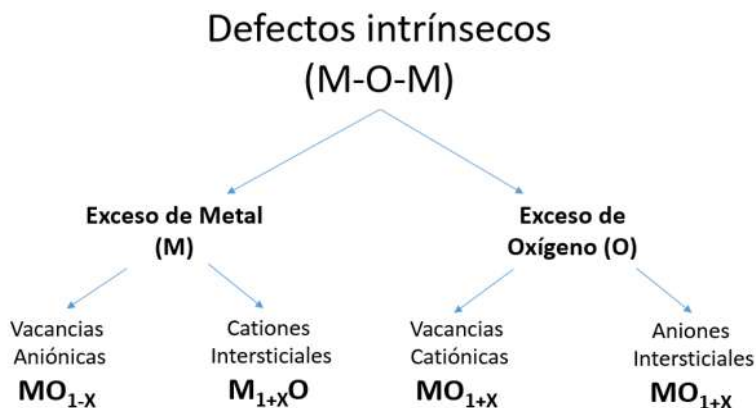 Defectos intrínsecos
(M-O-M)
Exceso de Metal
(M)
Exceso de
Oxígeno (O)
Vacancias
Aniónicas
MO₁₋ₓ
Cationes
Intersticiales
M₁₊ₓO
Vacancias
Catiónicas
MO₁₊ₓ
Aniones
Intersticiales
MO₁₊ₓ